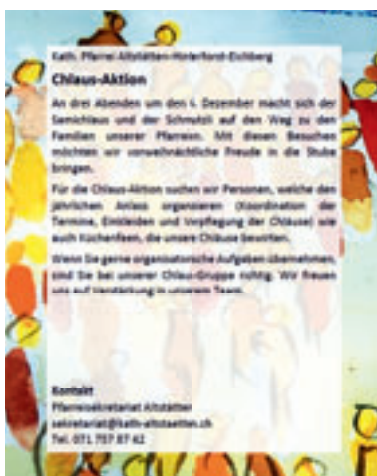 Kath. Pfarrei Altstätten-Hinterforst-Eichberg
Chlaus-Aktion
An drei Abenden um den 6. Dezember macht sich der
Samichlaus und der Schmutzli auf den Weg zu den
Familien unserer Pfarreien. Mit diesen Besuchen
möchten wir vorweihnächtliche Freude in die Stube
bringen.
Für die Chlaus-Aktion suchen wir Personen, welche den
jährlichen Anlass organisieren (Koordination der
Termine, Einkleiden und Verpflegung der Chläuse) wie
auch Küchenfeen, die unsere Chläuse bewirten.
Wenn Sie gerne organisatorische Aufgaben übernehmen,
sind Sie bei unserer Chlaus-Gruppe richtig. Wir freuen
uns auf Verstärkung in unserem Team.
Kontakt
Pfarreisekretariat Altstätten
sekretariat@kath-altstaetten.ch
Tel. 071 757 87 42